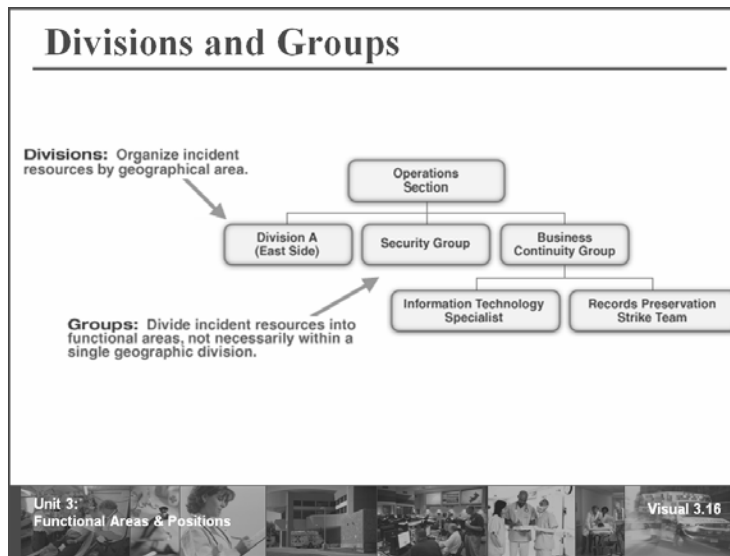 Divisions and Groups
Divisions: Organize incident
resources by geographical area.
Operations
Section
Division A
(East Side)
Security Group
Business
Continuity Group
Information Technology
Specialist
Records Preservation
Strike Team
Groups: Divide incident resources into
functional areas, not necessarily within a
single geographic division.
Unit 3:
Functional Areas & Positions
Visual 3.16